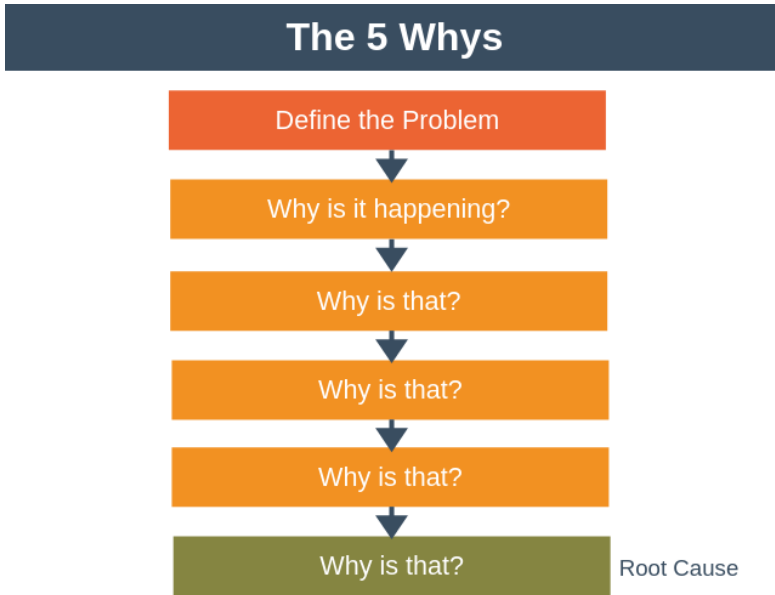 The 5 Whys
Define the Problem
Why is it happening?
Why is that?
Why is that?
Why is that?
Why is that?
Root Cause